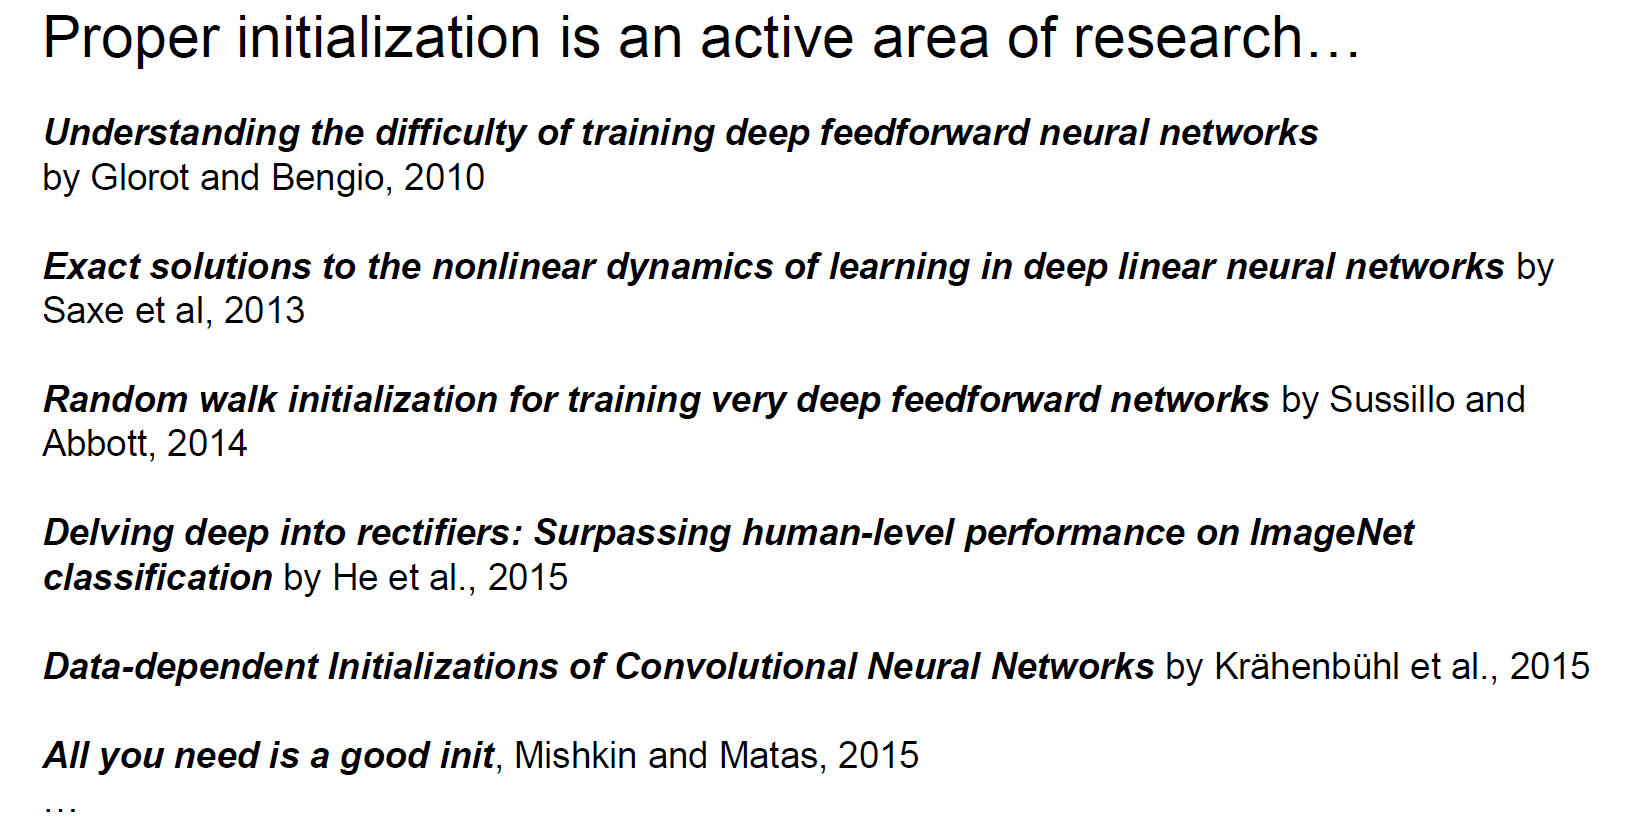 Proper initialization is an active area of research…
Understanding the difficulty of training deep feedforward neural networks
by Glorot and Bengio, 2010
Exact solutions to the nonlinear dynamics of learning in deep linear neural networks by
Saxe et al, 2013
Random walk initialization for training very deep feedforward networks by Sussillo and
Abbott, 2014
Delving deep into rectifiers: Surpassing human-level performance on ImageNet
classification by He et al., 2015
Data-dependent Initializations of Convolutional Neural Networks by Krähenbühl et al., 2015
All you need is a good init, Mishkin and Matas, 2015
…